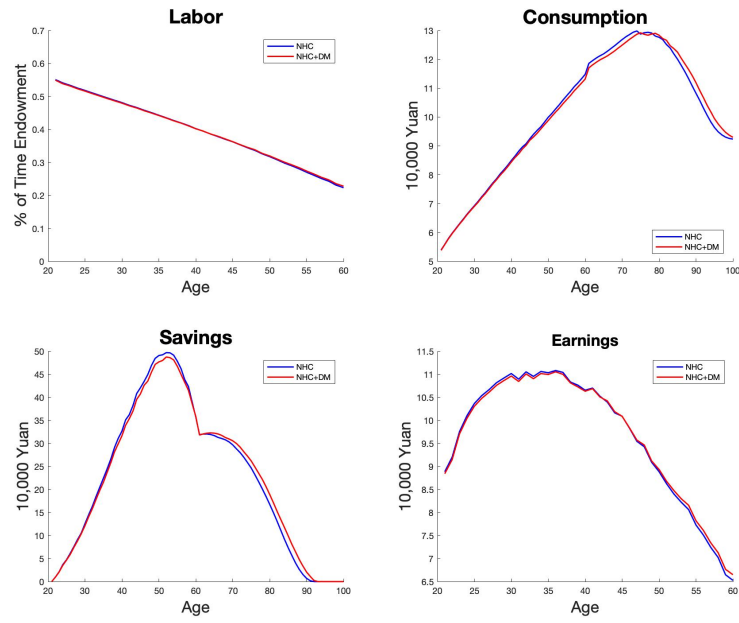 Labor
% of Time Endowment
0.7
0.6
0.5
0.4
0.3
0.2
0.1
0
NHC
NHC+DM
20 25 30 35 40 45 50 55 60
Age
Consumption
10,000 Yuan
13
12
11
10
9
8
7
6
5
NHC
NHC+DM
20 30 40 50 60 70 80 90 100
Age
Savings
10,000 Yuan
50
45
40
35
30
25
20
15
10
5
0
NHC
NHC+DM
20 30 40 50 60 70 80 90 100
Age
Earnings
10,000 Yuan
11.5
11
10.5
10
9.5
9
8.5
8
7.5
7
6.5
NHC
NHC+DM
20 25 30 35 40 45 50 55 60
Age